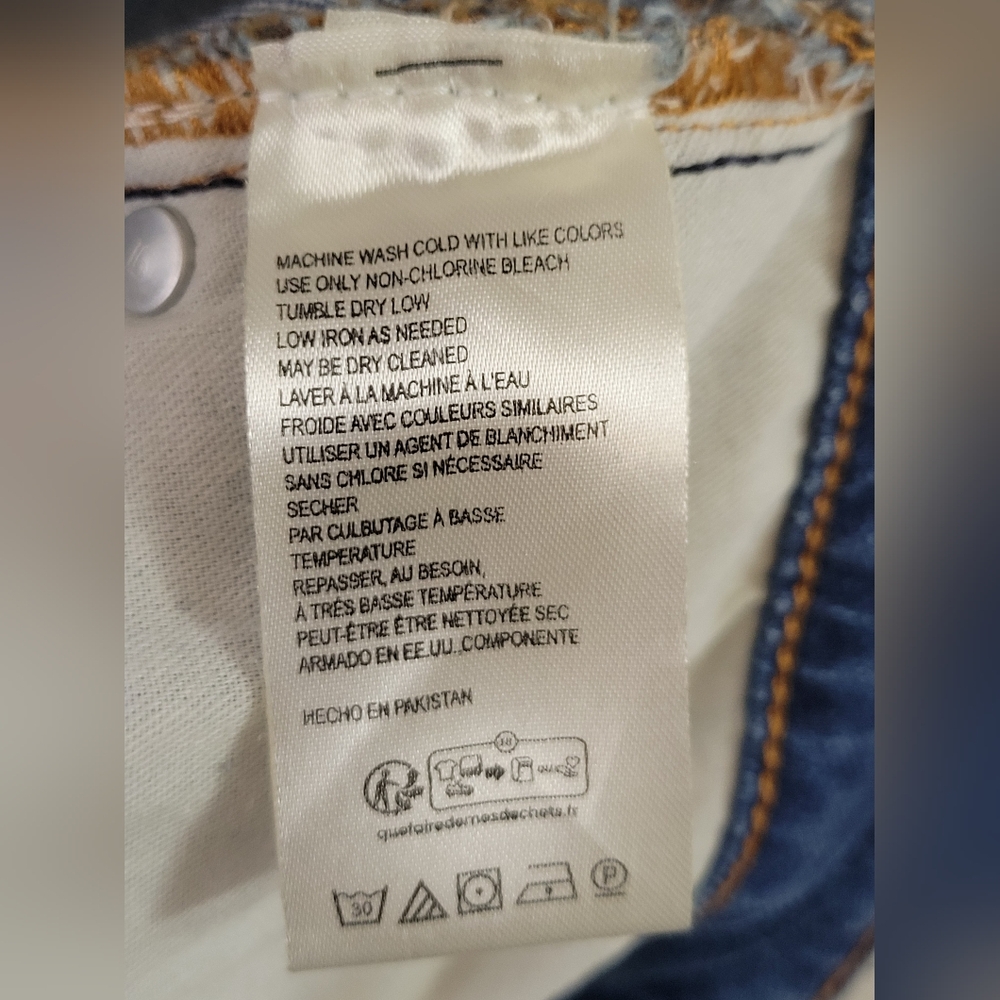 MACHINE WASH COLD WITH LIKE COLORS
USE ONLY NON-CHLORINE BLEACH
TUMBLE DRY LOW
LOW IRON AS NEEDED
MAY BE DRY CLEANED
LAVER À LA MACHINE À L'EAU
FROIDE AVEC COULEURS SIMILAIRES
UTILISER UN AGENT DE BLANCHIMENT
SANS CHLORE SI NÉCESSAIRE
SECHER
PAR CULBUTAGE À BASSE
TEMPERATURE
REPASSER, AU BESOIN,
À TRÉS BASSE TEMPÉRATURE
PEUT-ÊTRE ÊTRE NETTOYÉE SEC
ARMADO EN EE.UU..COMPONENTE
HECHO EN PAKISTAN
FR
OU
quefairedemesdechets.fr
30
P